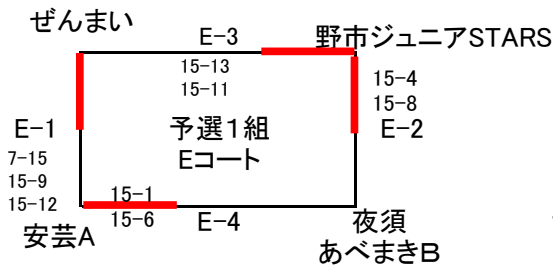 ぜんまい
E-3
野市ジュニアSTARS
15-13
15-11
15-4
15-8
E-1
予選1組
E-2
Eコート
7-15
15-9
15-12
15-1
15-6
E-4
安芸A
夜須
あべまきB